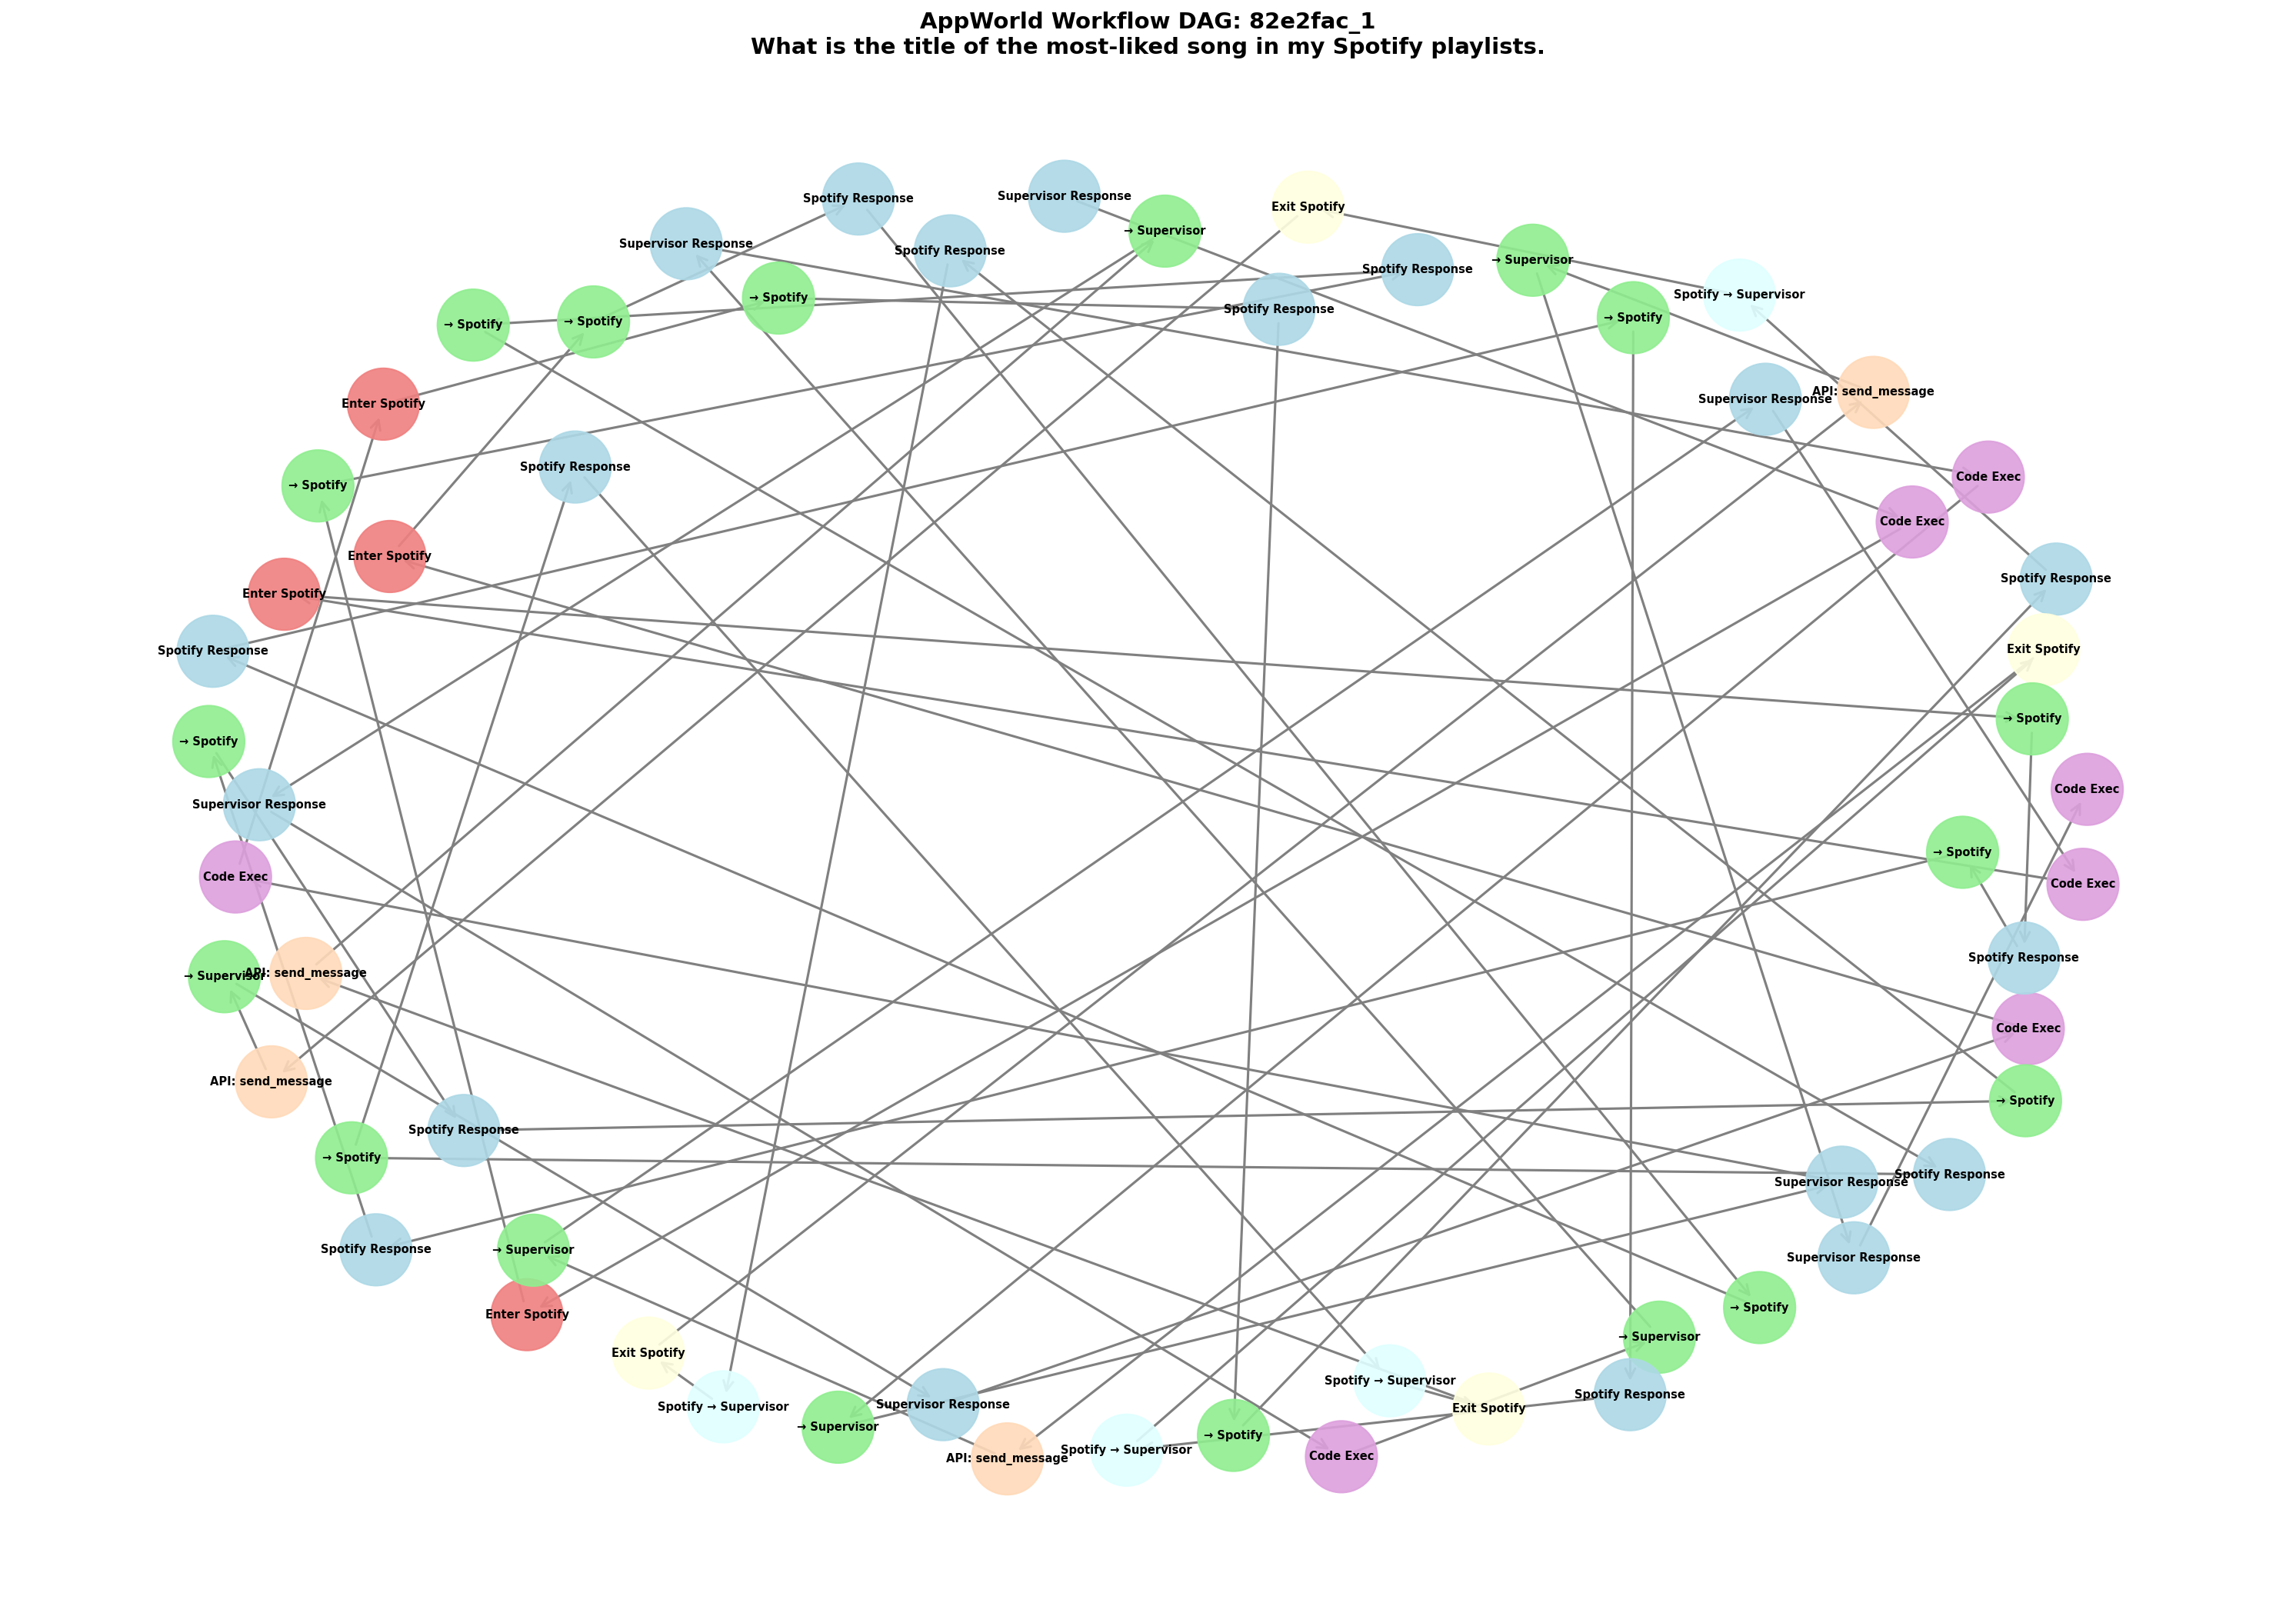 AppWorld Workflow DAG: 82e2fac_1
What is the title of the most-liked song in my Spotify playlists.
Spotify Response
Supervisor Response
Exit Spotify
→ Supervisor
Supervisor Response
Spotify Response
→ Supervisor
Spotify Response
Spotify → Supervisor
→ Spotify
Spotify Response
→ Spotify
→ Spotify
→ Spotify
Enter Spotify
Supervisor Response
API: send_message
Spotify Response
Code Exec
→ Spotify
Code Exec
Enter Spotify
Spotify Response
Enter Spotify
Spotify Response
Exit Spotify
→ Spotify
→ Spotify
Code Exec
Supervisor Response
→ Spotify
Code Exec
Code Exec
Spotify Response
→ Supervisor
API: send_message
Code Exec
API: send_message
→ Spotify
Spotify Response
→ Spotify
Spotify Response
Supervisor Response
Spotify Response
→ Supervisor
Supervisor Response
→ Spotify
Enter Spotify
→ Supervisor
Exit Spotify
Spotify → Supervisor
Spotify Response
Spotify → Supervisor
Supervisor Response
Exit Spotify
→ Supervisor
→ Spotify
Spotify → Supervisor
Code Exec
API: send_message